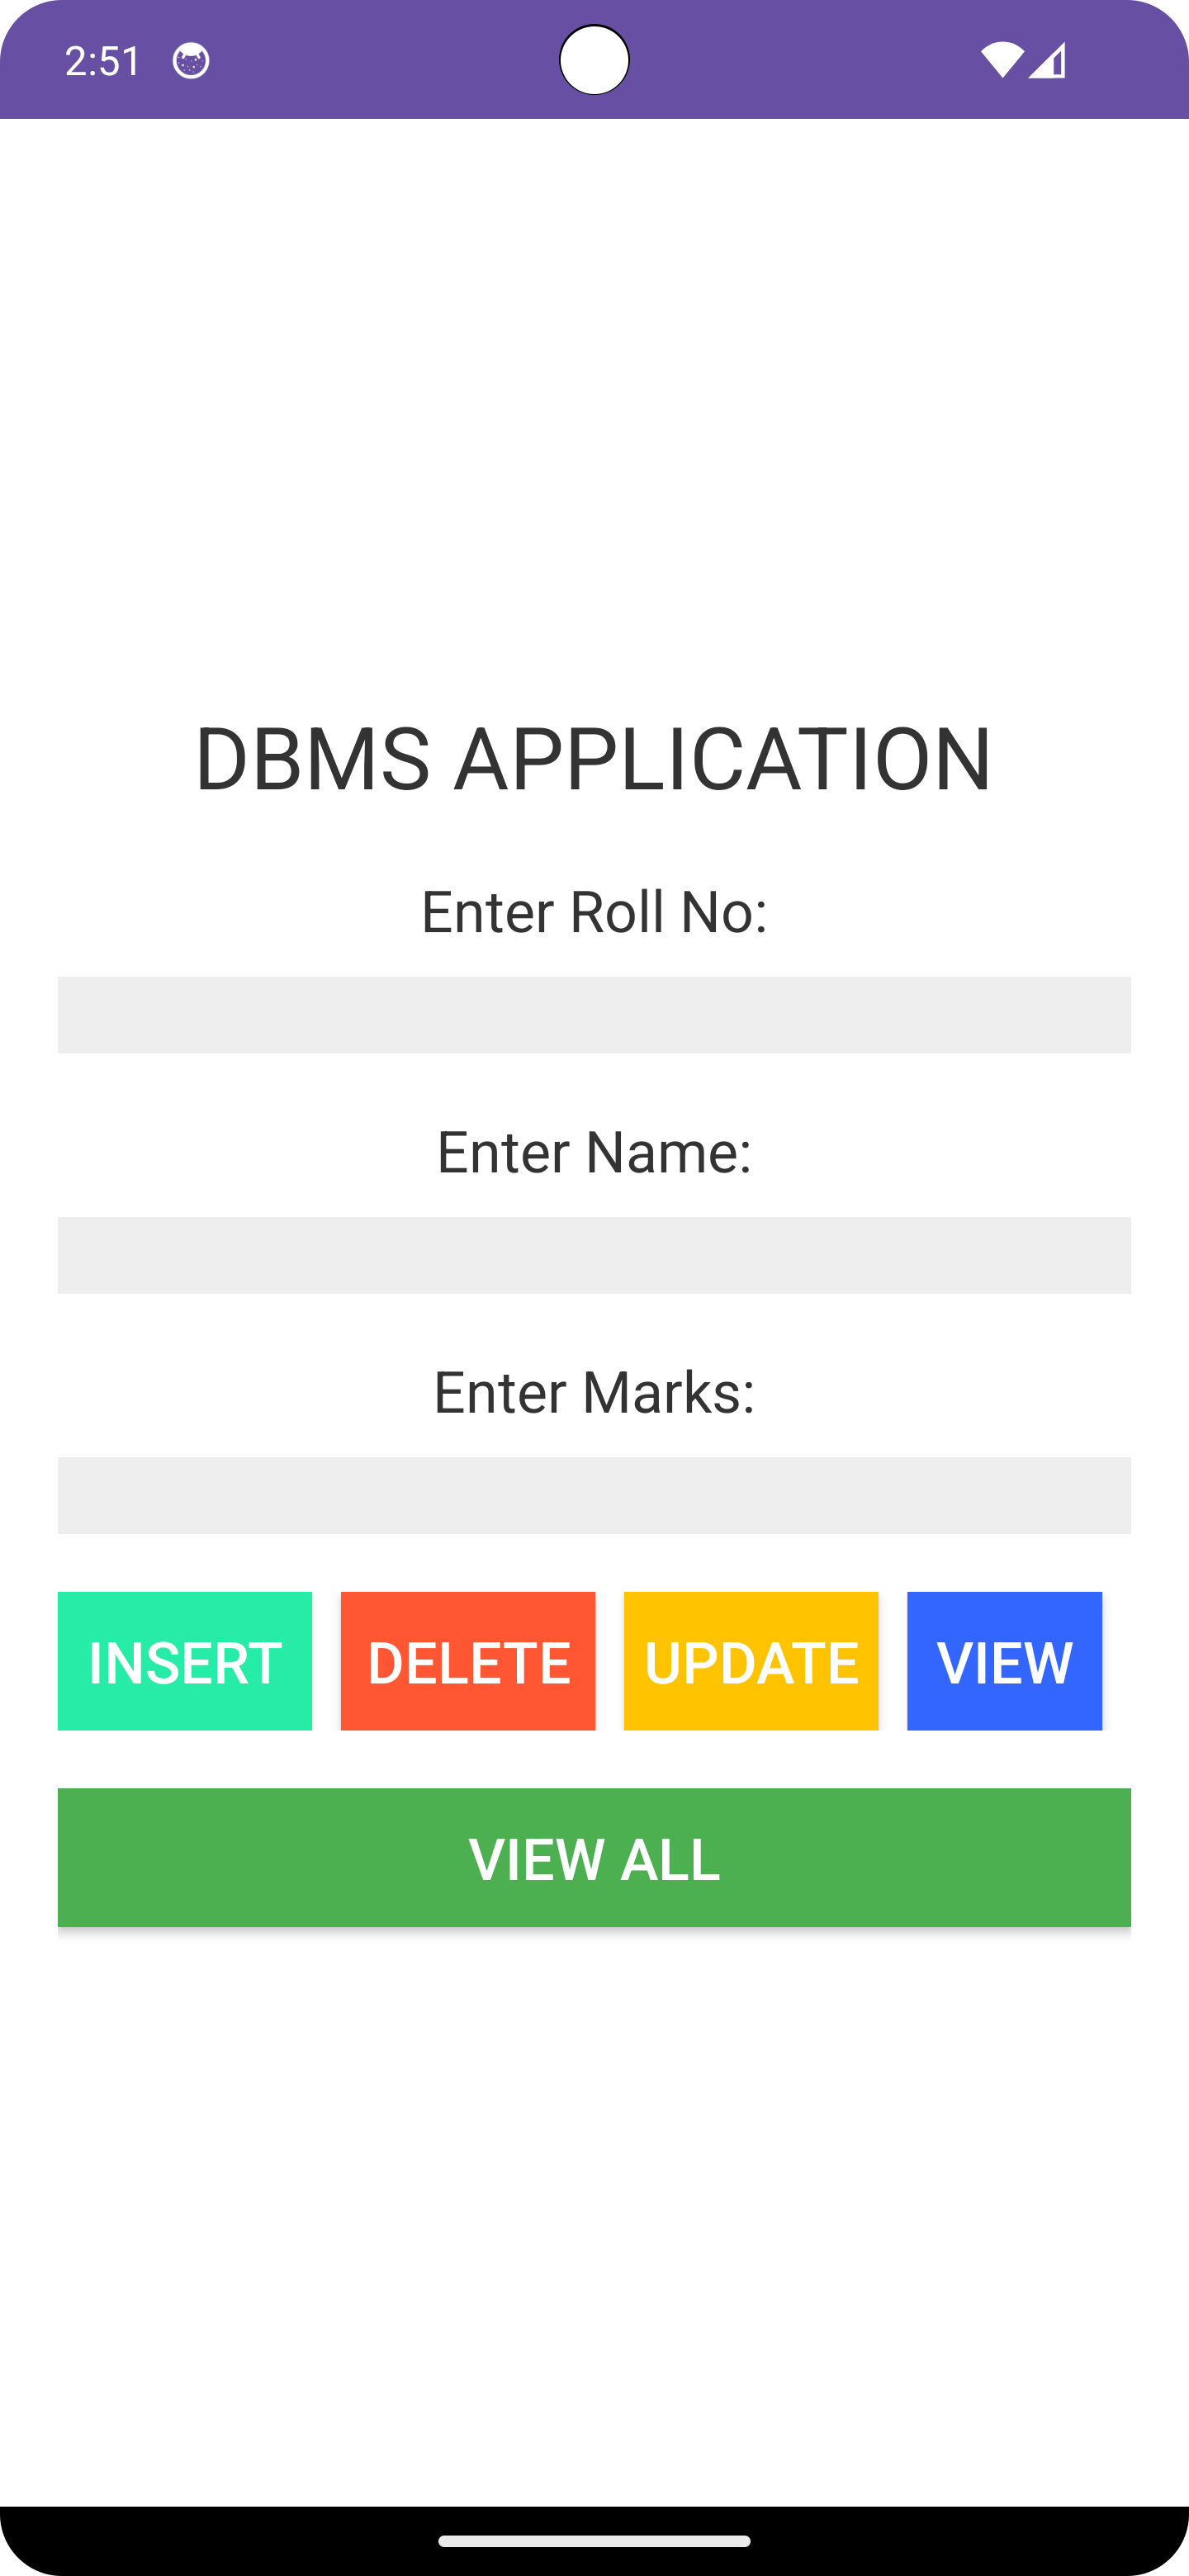 2:51
DBMS APPLICATION
Enter Roll No:
Enter Name:
Enter Marks:
INSERT DELETE UPDATE VIEW
VIEW ALL